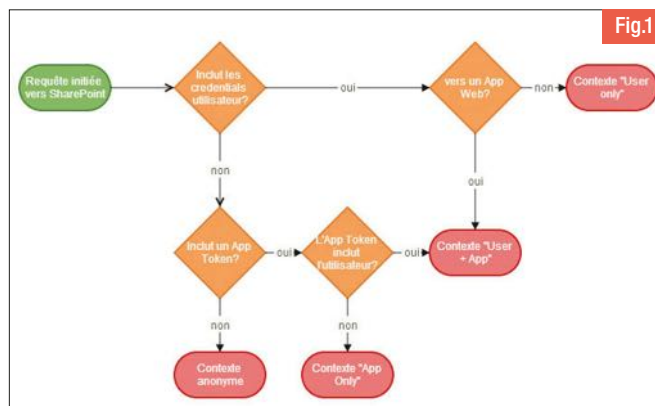 Fig.1
Requête initiée
vers SharePoint
Inclut les
credentials
utilisateur?
oui
vers un App
Web?
non
Contexte "User
only"
non
oui
Inclut un App
Token?
oui
L'App Token
inclut
l'utilisateur?
oui
Contexte "User
+ App"
non
non
Contexte
anonyme
Contexte "App
Only"